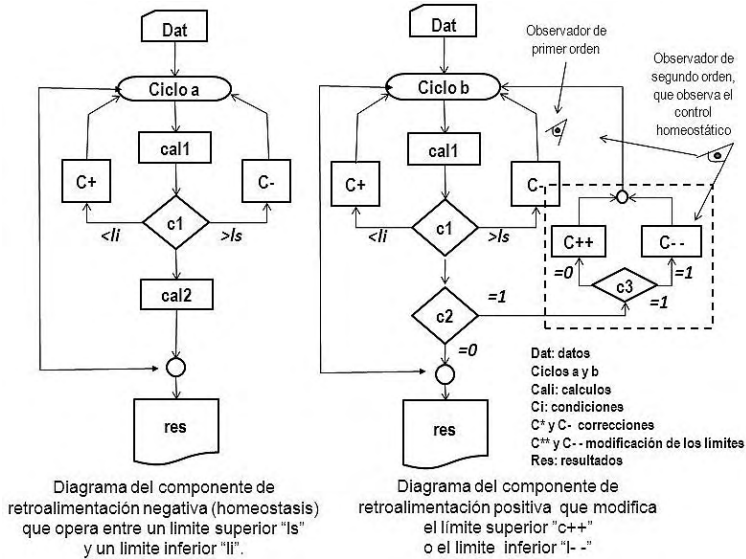 Dat
Ciclo a
cal1
C+
C-
c1
<li
>ls
cal2
res
Diagrama del componente de
retroalimentación negativa (homeostasis)
que opera entre un limite superior “ls”
y un limite inferior “li”.
Dat
Ciclo b
cal1
C+
C-
c1
<li
>ls
c2
=1
=0
res
Observador de
primer orden
Observador
de segundo orden,
que observa el
control
homeostático
C++
C--
=0
=1
c3
=1
Dat: datos
Ciclos a y b
Cali: calculos
Ci: condiciones
C* y C- correcciones
C** y C-- modificación de los limites
Res: resultados
Diagrama del componente de
retroalimentación positiva que modifica
el límite superior “c++”
o el limite inferior “l--”